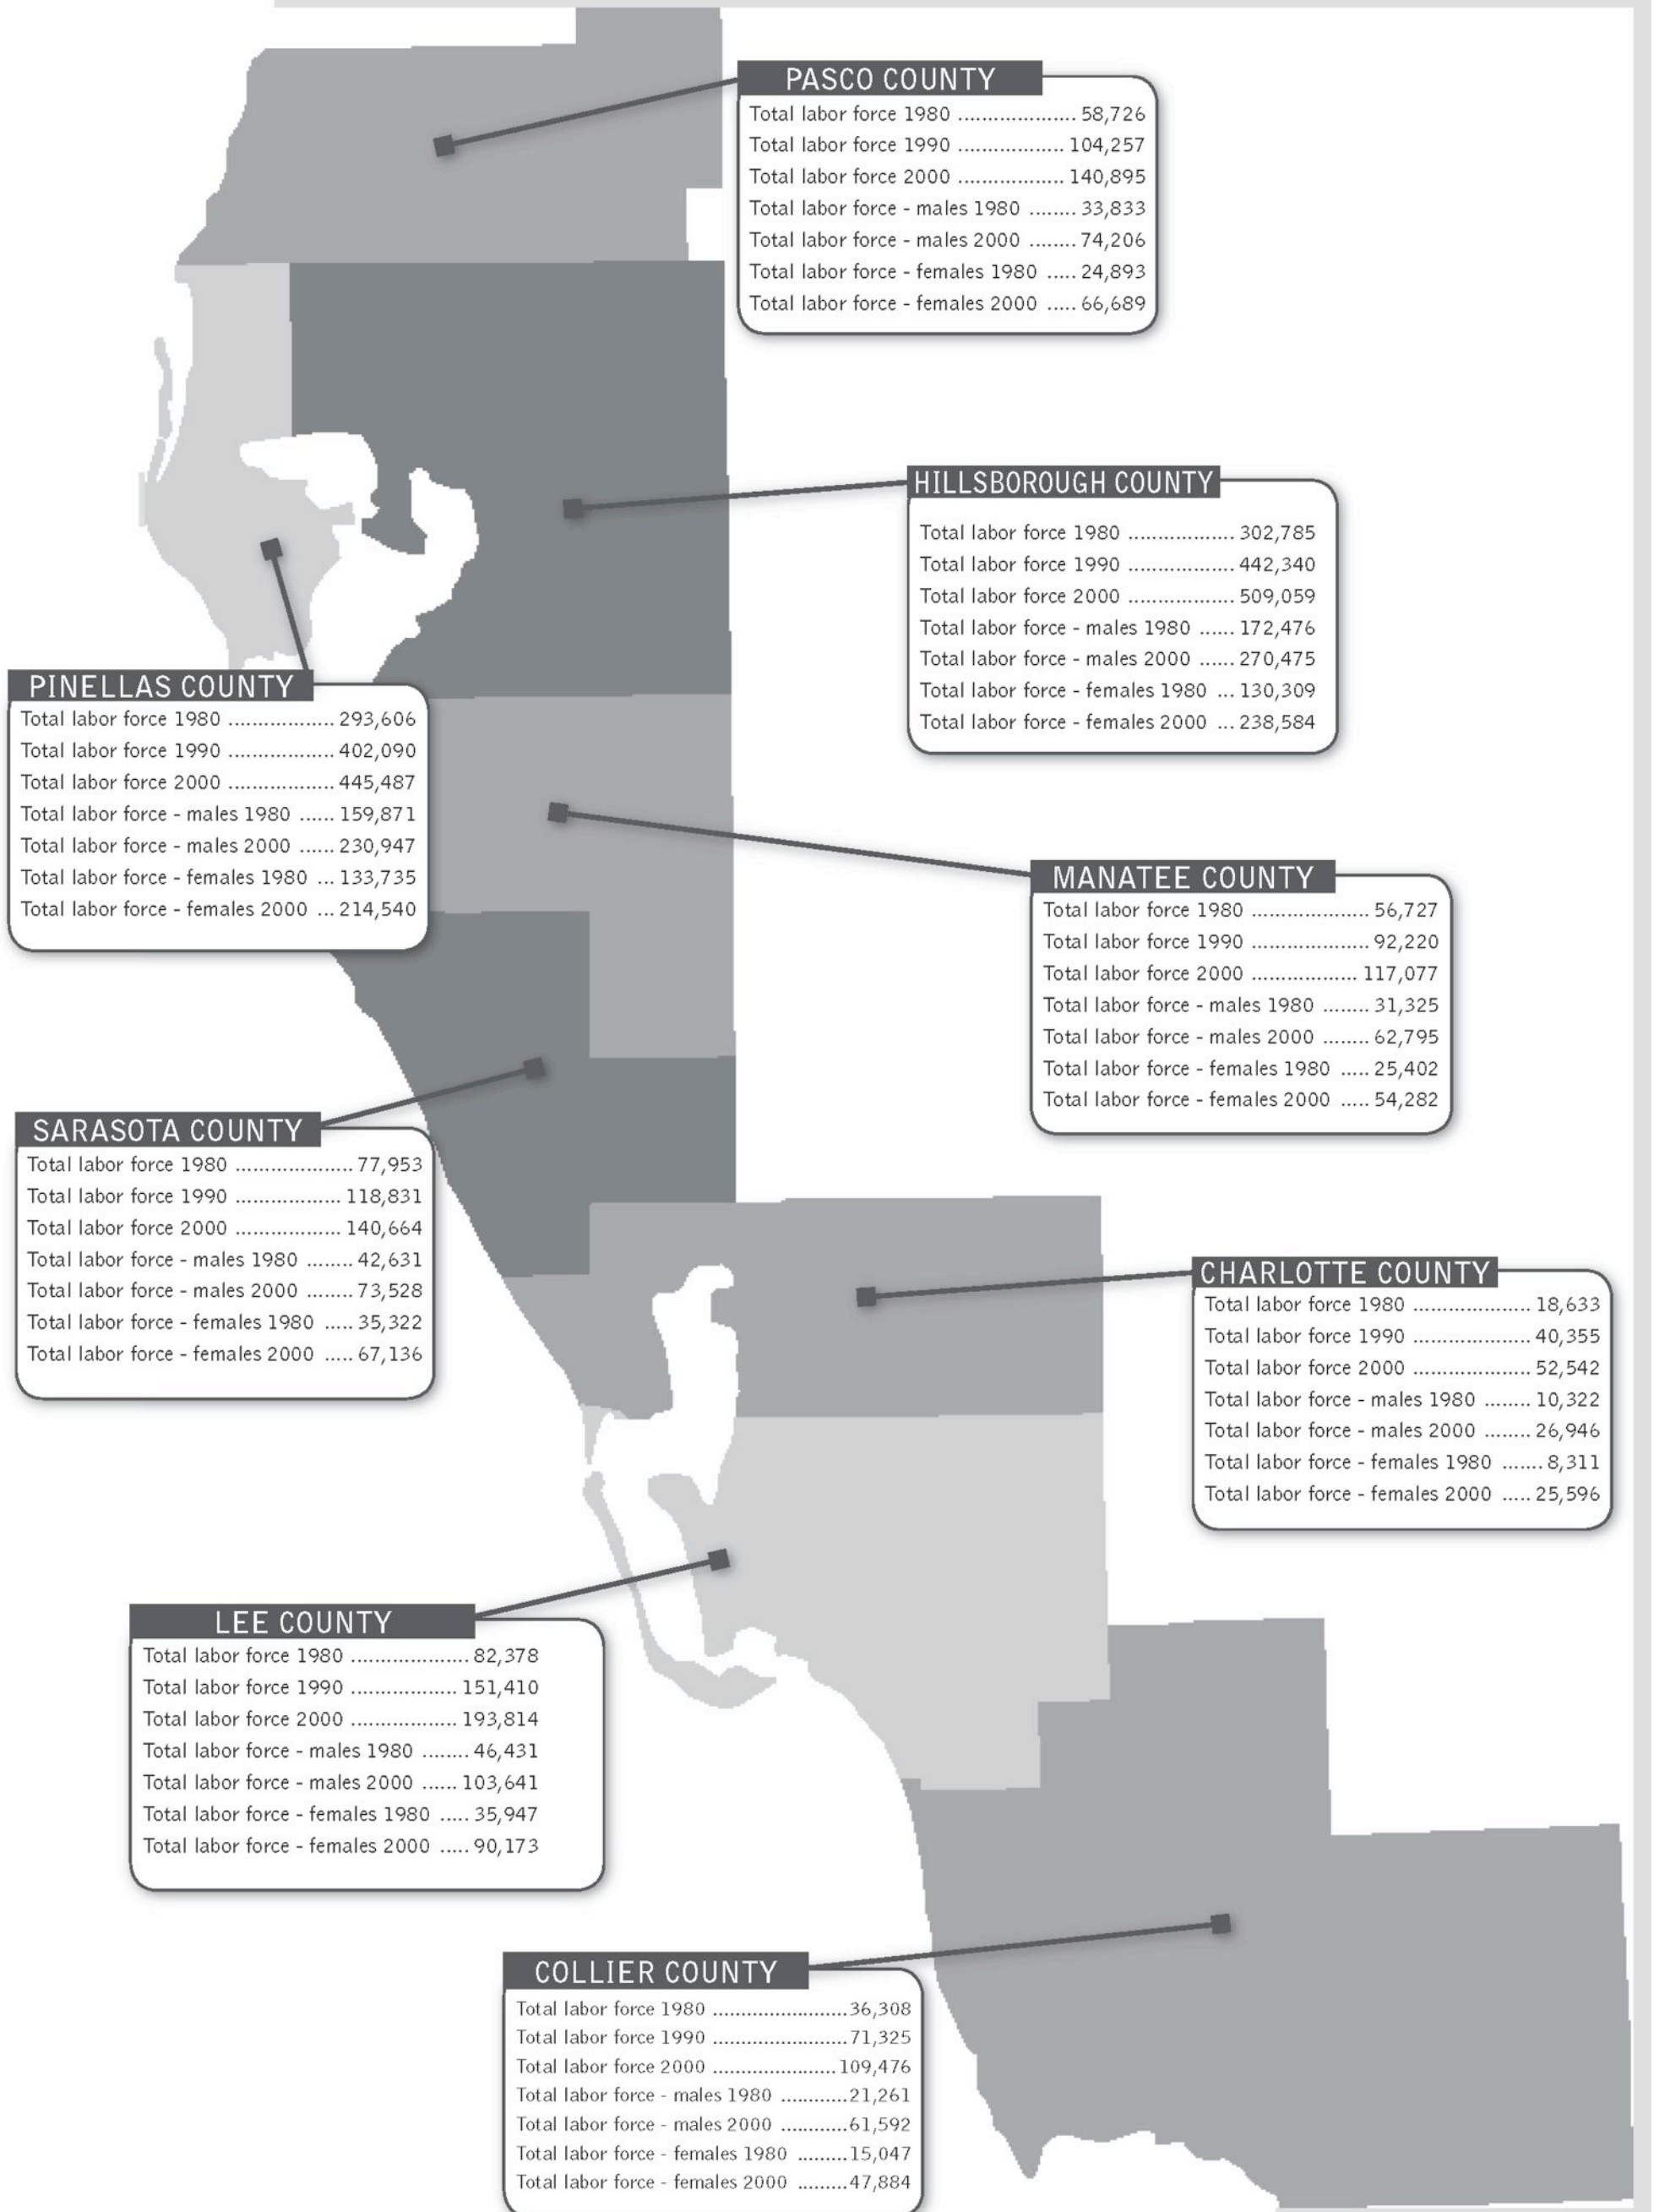 PASCO COUNTY
Total labor force 1980 .................... 58,726
Total labor force 1990 .................. 104,257
Total labor force 2000 .................. 140,895
Total labor force - males 1980 ........ 33,833
Total labor force - males 2000 ........ 74,206
Total labor force - females 1980 ..... 24,893
Total labor force - females 2000 ..... 66,689
HILLSBOROUGH COUNTY
Total labor force 1980 .................. 302,785
Total labor force 1990 .................. 442,340
Total labor force 2000 .................. 509,059
Total labor force - males 1980 ...... 172,476
Total labor force - males 2000 ...... 270,475
Total labor force - females 1980 ... 130,309
Total labor force - females 2000 ... 238,584
PINELLAS COUNTY
Total labor force 1980 .................. 293,606
Total labor force 1990 .................. 402,090
Total labor force 2000 .................. 445,487
Total labor force - males 1980 ...... 159,871
Total labor force - males 2000 ...... 230,947
Total labor force - females 1980 ... 133,735
Total labor force - females 2000 ... 214,540
MANATEE COUNTY
Total labor force 1980 .................... 56,727
Total labor force 1990 .................... 92,220
Total labor force 2000 .................. 117,077
Total labor force - males 1980 ........ 31,325
Total labor force - males 2000 ........ 62,795
Total labor force - females 1980 ..... 25,402
Total labor force - females 2000 ..... 54,282
SARASOTA COUNTY
Total labor force 1980 .................... 77,953
Total labor force 1990 .................. 118,831
Total labor force 2000 .................. 140,664
Total labor force - males 1980 ........ 42,631
Total labor force - males 2000 ........ 73,528
Total labor force - females 1980 ..... 35,322
Total labor force - females 2000 ..... 67,136
CHARLOTTE COUNTY
Total labor force 1980 .................... 18,633
Total labor force 1990 .................... 40,355
Total labor force 2000 .................... 52,542
Total labor force - males 1980 ........ 10,322
Total labor force - males 2000 ........ 26,946
Total labor force - females 1980 ....... 8,311
Total labor force - females 2000 ..... 25,596
LEE COUNTY
Total labor force 1980 .................... 82,378
Total labor force 1990 .................. 151,410
Total labor force 2000 .................. 193,814
Total labor force - males 1980 ........ 46,431
Total labor force - males 2000 ...... 103,641
Total labor force - females 1980 ..... 35,947
Total labor force - females 2000 ..... 90,173
COLLIER COUNTY
Total labor force 1980 .......................36,308
Total labor force 1990 .......................71,325
Total labor force 2000 .....................109,476
Total labor force - males 1980 ............21,261
Total labor force - males 2000 ............61,592
Total labor force - females 1980 .........15,047
Total labor force - females 2000 .........47,884